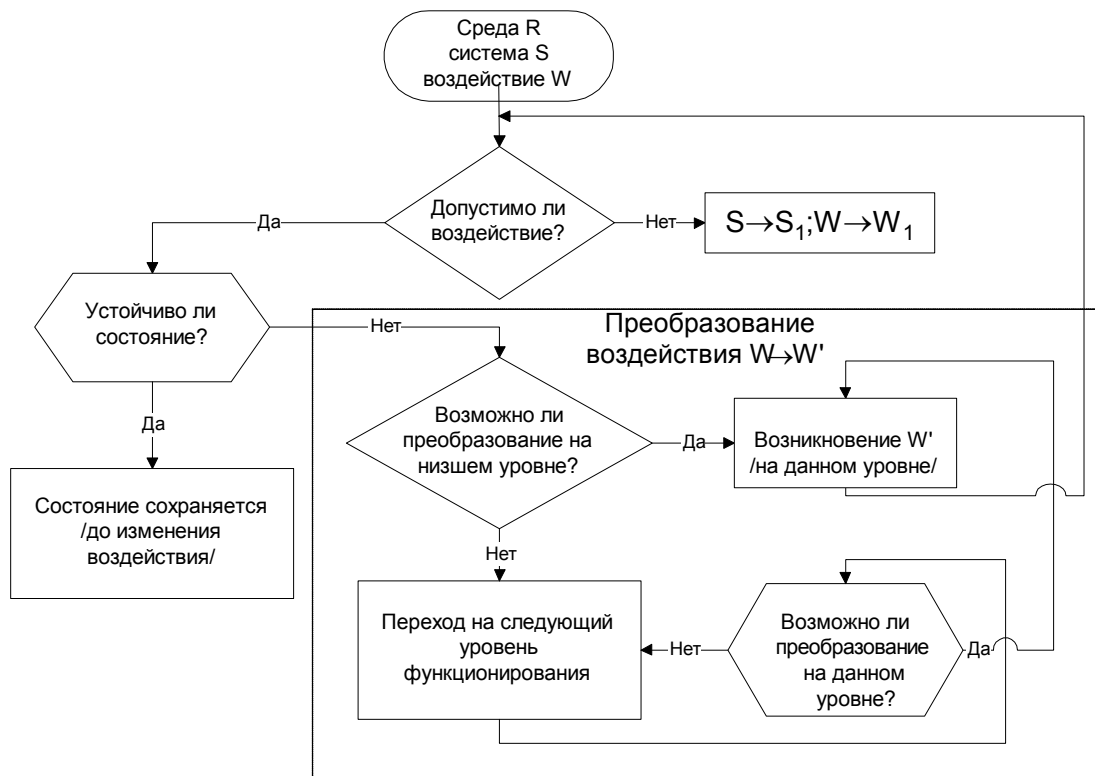 Среда R
система S
воздействие W
Допустимо ли
воздействие?
Да
Нет
S→S₁;W→W₁
Устойчиво ли
состояние?
Нет
Да
Состояние сохраняется
/до изменения
воздействия/
Преобразование
воздействия W→W'
Возможно ли
преобразование на
низшем уровне?
Да
Возникновение W'
/на данном уровне/
Нет
Переход на следующий
уровень
функционирования
Нет
Возможно ли
преобразование
на данном
уровне?
Да